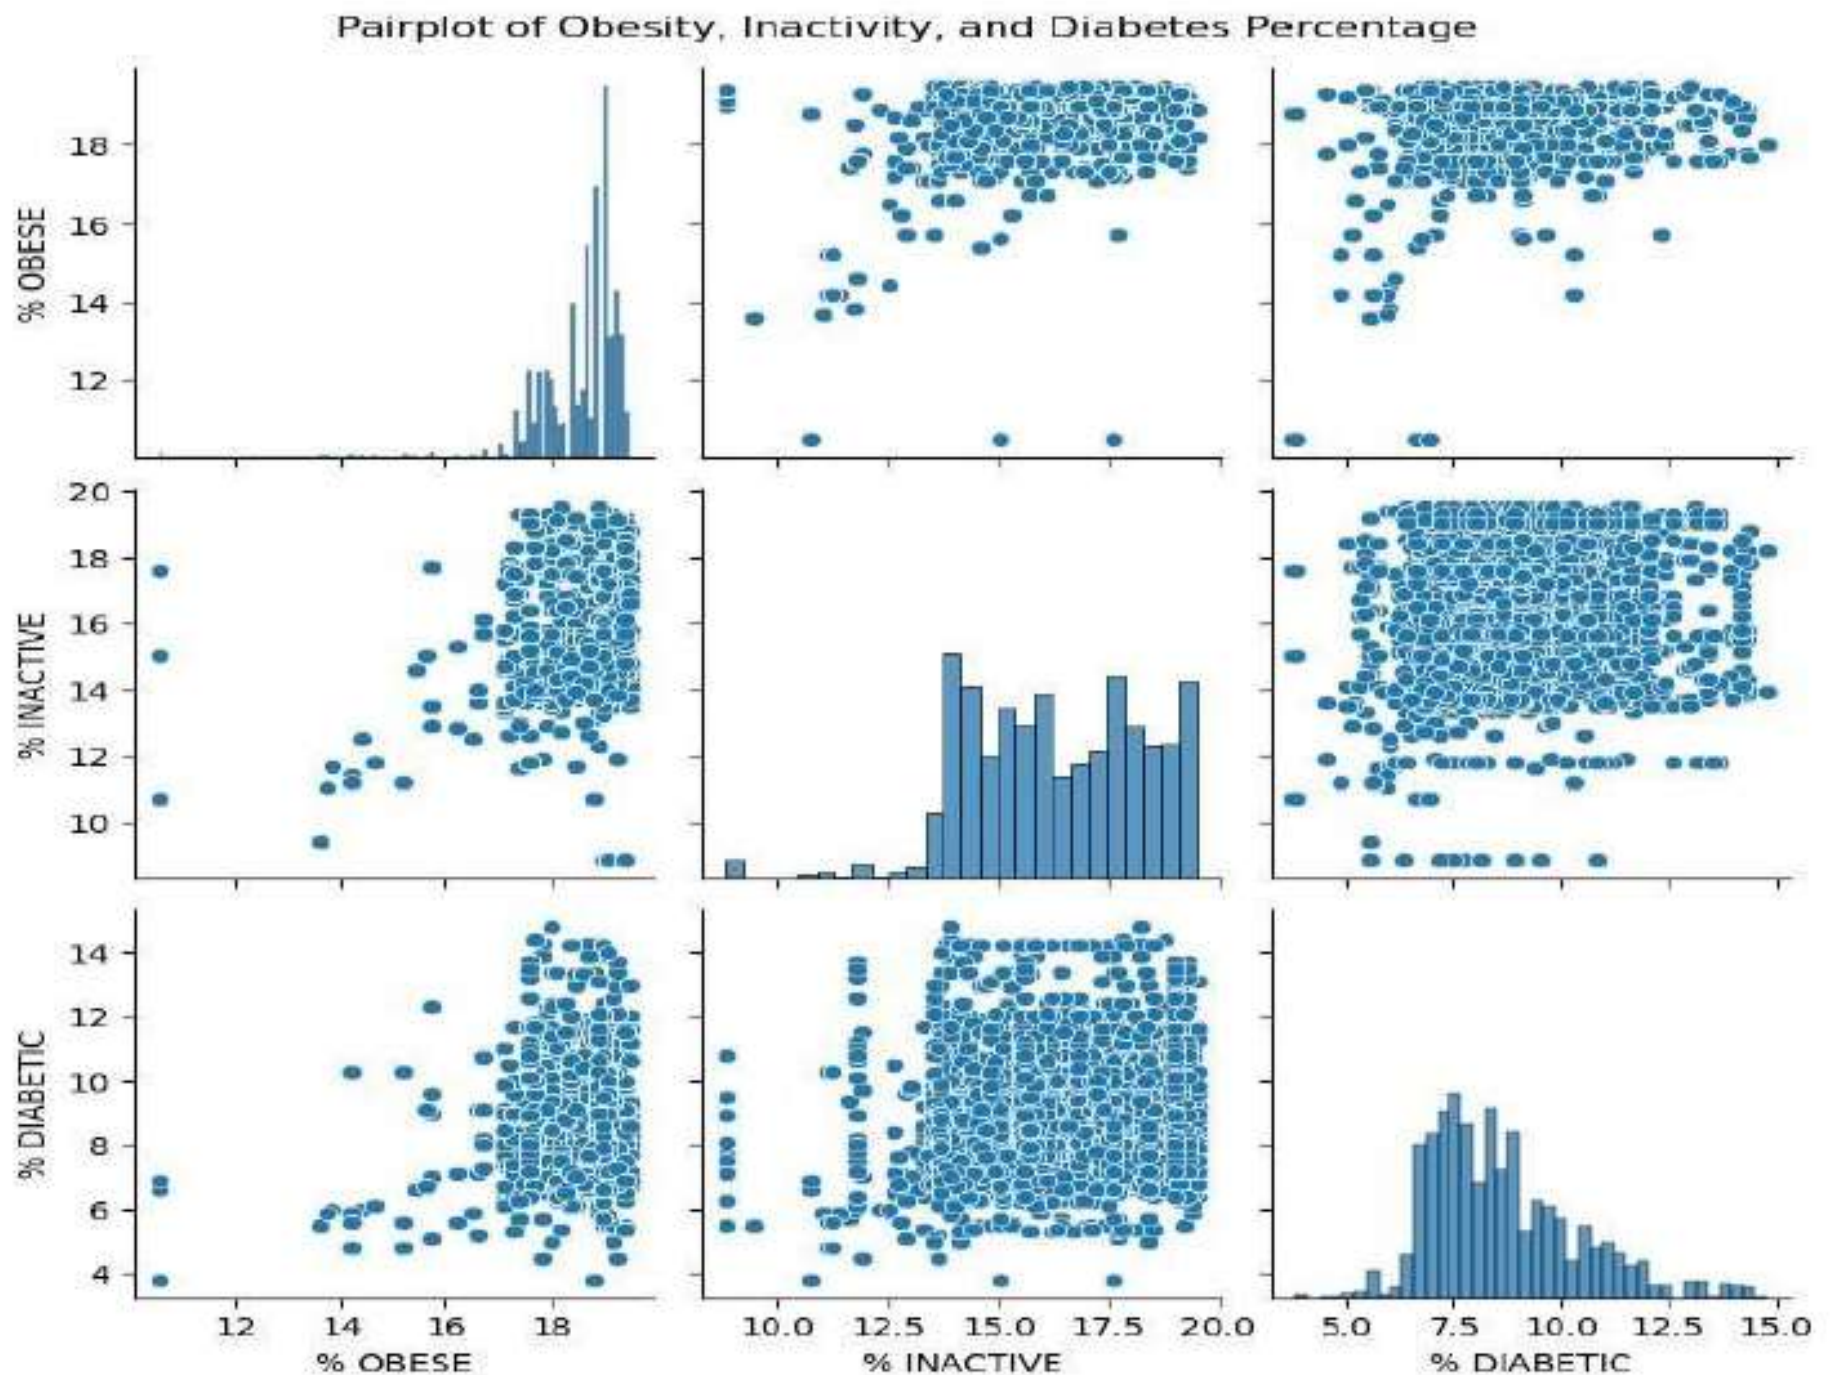 Pairplot of Obesity, Inactivity, and Diabetes Percentage
% OBESE
18
16
14
12
% INACTIVE
20
18
16
14
12
10
% DIABETIC
14
12
10
8
6
4
12 14 16 18
% OBESE
10.0 12.5 15.0 17.5 20.0
% INACTIVE
5.0 7.5 10.0 12.5 15.0
% DIABETIC